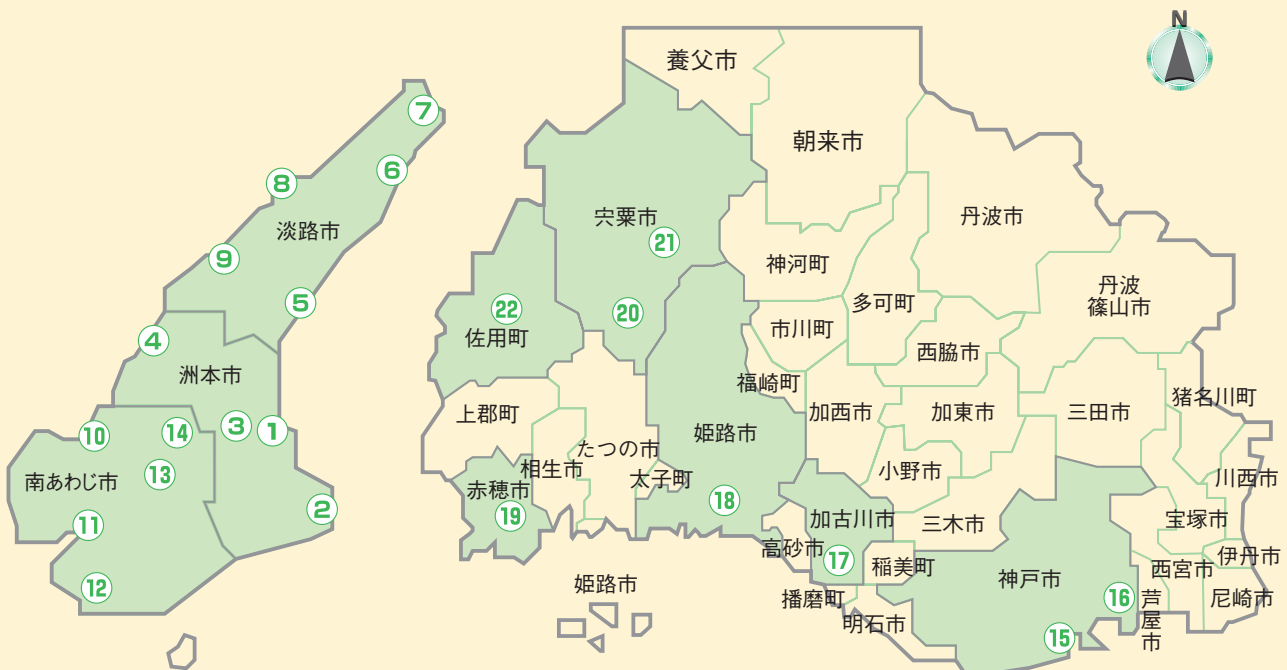 N
⑦
⑥
⑧
淡路市
⑨
⑤
④
洲本市
③
①
⑩
⑭
南あわじ市
⑬
②
⑪
⑫
養父市
朝来市
丹波市
宍粟市
㉑
神河町
丹波
篠山市
多可町
⑳
㉒
佐用町
市川町
西脇市
福崎町
猪名川町
上郡町
加西市
加東市
三田市
姫路市
たつの市
相生市
太子町
小野市
川西市
赤穂市
⑲
⑱
加古川市
三木市
宝塚市
高砂市
⑰
稲美町
伊丹市
神戸市
西宮市
姫路市
播磨町
⑯
芦屋市
尼崎市
明石市
⑮